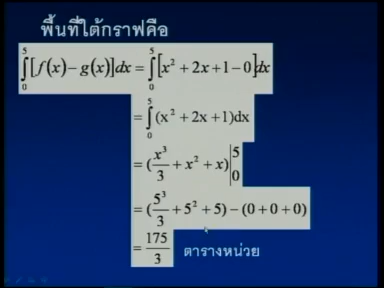 พื้นที่ใต้กราฟคือ
∫₀⁵[f(x)−g(x)]dx = ∫₀⁵[x²+2x+1−0]dx
= ∫₀⁵(x²+2x+1)dx
= (x³/3 + x² + x)|₀⁵
= (5³/3 + 5² + 5) − (0+0+0)
= 175/3 ตารางหน่วย